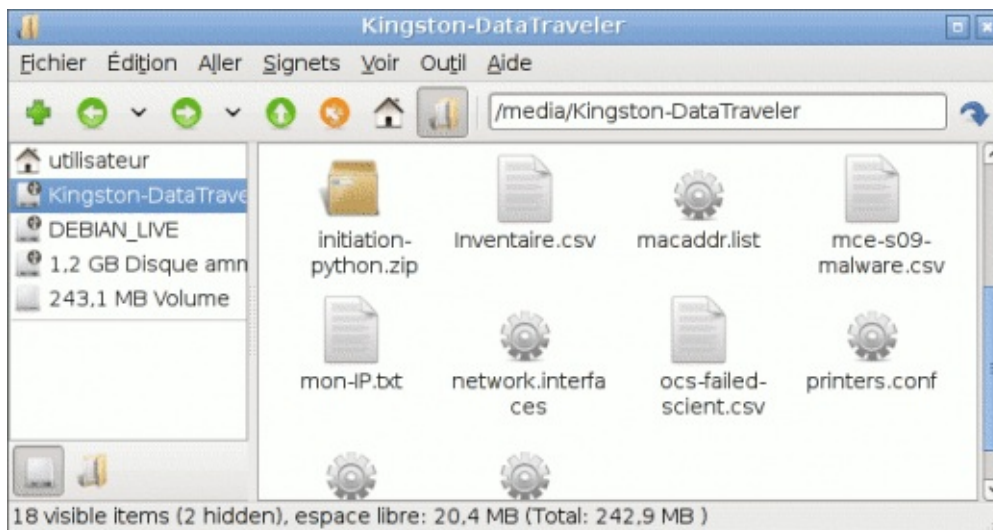 Kingston-DataTraveler
Fichier Édition Aller Signets Voir Outil Aide
/media/Kingston-DataTraveler
utilisateur
Kingston-DataTrave
DEBIAN_LIVE
1,2 GB Disque amn
243,1 MB Volume
initiation-
python.zip
Inventaire.csv
macaddr.list
mce-s09-
malware.csv
mon-IP.txt
network.interfa
ces
ocs-failed-
scient.csv
printers.conf
18 visible items (2 hidden), espace libre: 20,4 MB (Total: 242,9 MB )